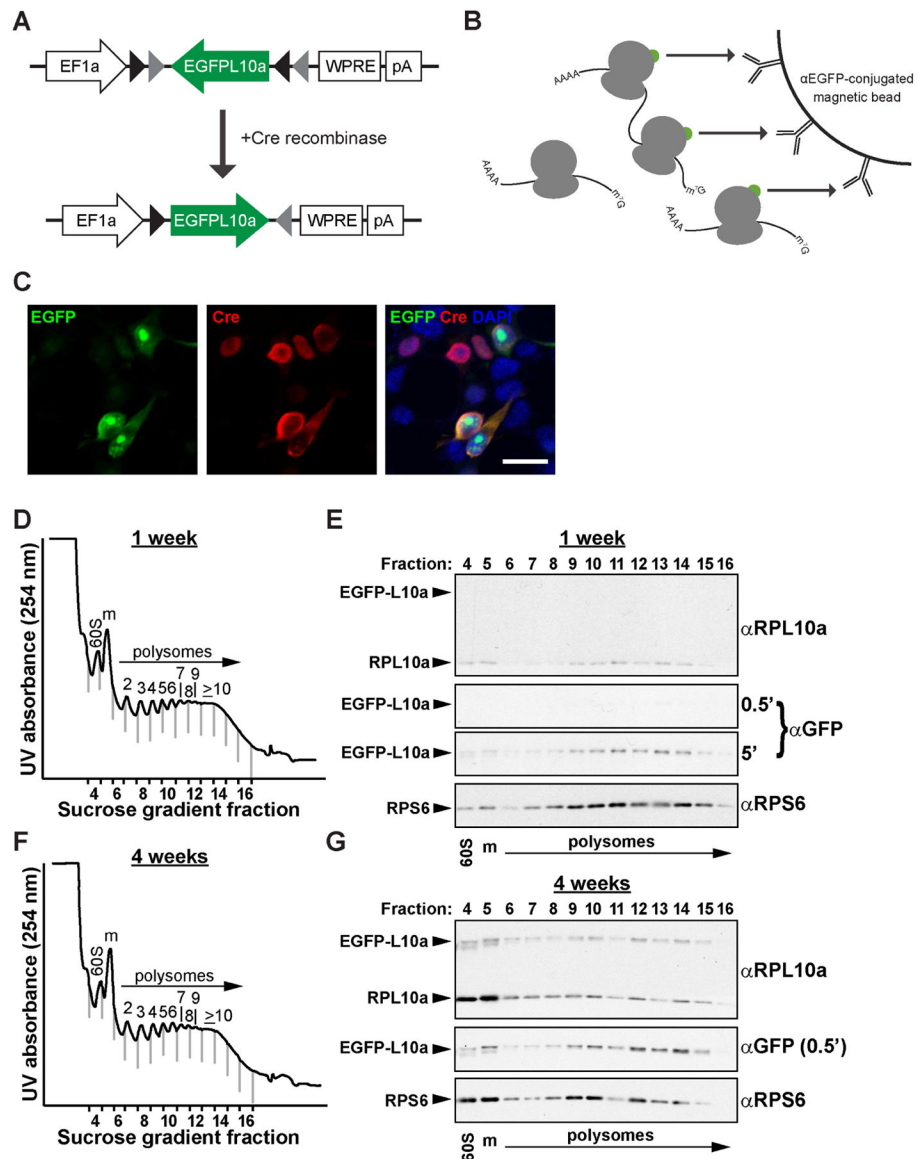 A
EF1a EGFPL10a WPRE pA
+Cre recombinase
EF1a EGFPL10a WPRE pA
B
AAAA
m7G
AAAA
m7G
AAAA
m7G
αEGFP-conjugated
magnetic bead
C
EGFP
Cre
EGFP Cre DAPI
D
1 week
UV absorbance (254 nm)
60S
m
polysomes
2 3 4 5 6 7 8 9 ≥10
4 6 8 10 12 14 16
Sucrose gradient fraction
E
1 week
Fraction: 4 5 6 7 8 9 10 11 12 13 14 15 16
EGFP-L10a
RPL10a
αRPL10a
EGFP-L10a 0.5'
EGFP-L10a 5'
αGFP
RPS6 αRPS6
60S m polysomes
F
4 weeks
UV absorbance (254 nm)
60S
m
polysomes
2 3 4 5 6 7 8 9 ≥10
4 6 8 10 12 14 16
Sucrose gradient fraction
G
4 weeks
Fraction: 4 5 6 7 8 9 10 11 12 13 14 15 16
EGFP-L10a
RPL10a
αRPL10a
EGFP-L10a αGFP (0.5')
RPS6 αRPS6
60S m polysomes